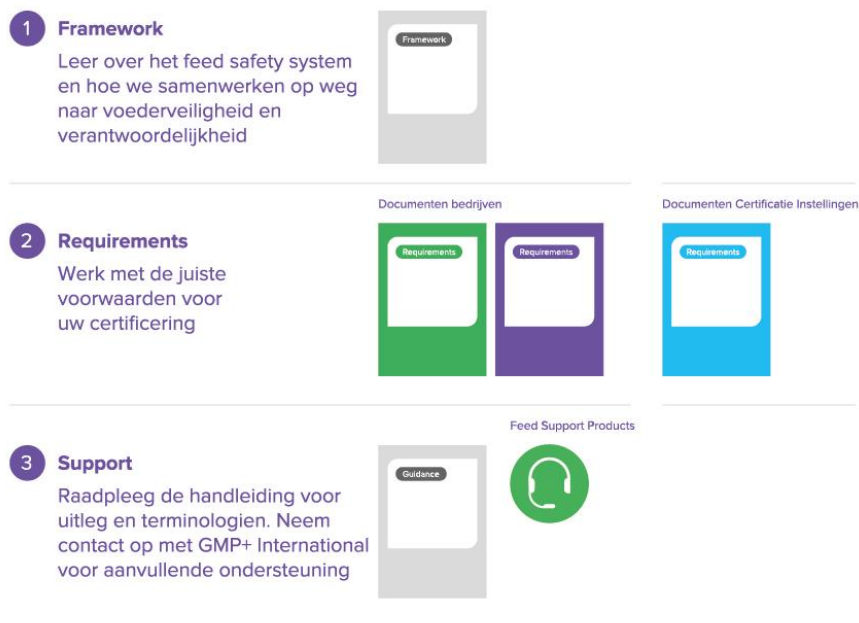 1 Framework
Leer over het feed safety system
en hoe we samenwerken op weg
naar voederveiligheid en
verantwoordelijkheid
Framework
Documenten bedrijven
Documenten Certificatie Instellingen
2 Requirements
Werk met de juiste
voorwaarden voor
uw certificering
Requirements
Requirements
Requirements
Feed Support Products
3 Support
Raadpleeg de handleiding voor
uitleg en terminologien. Neem
contact op met GMP+ International
voor aanvullende ondersteuning
Guidance